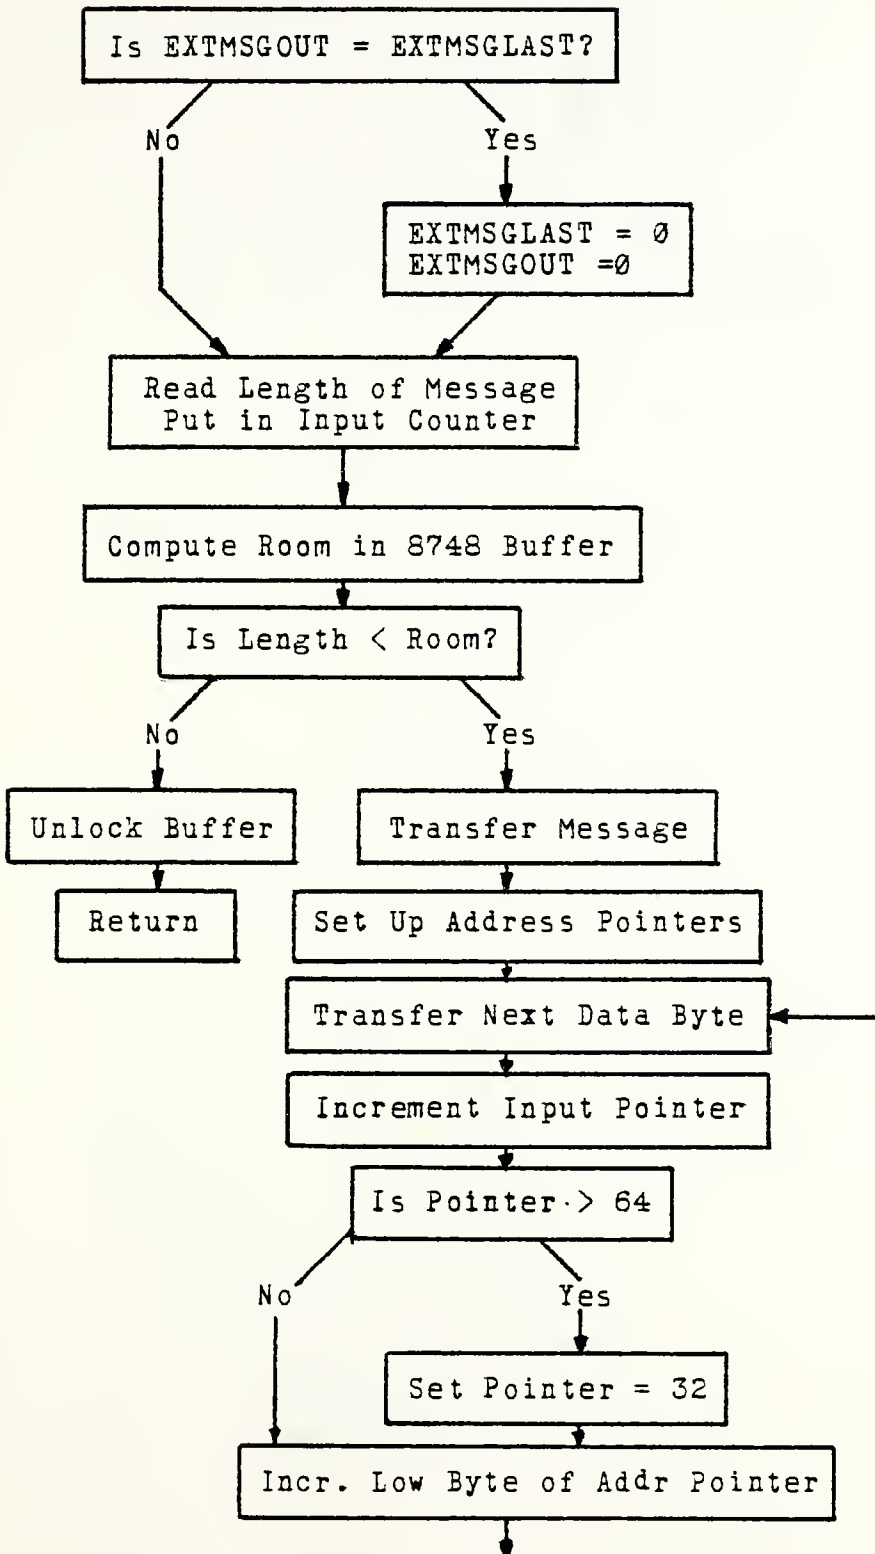 Is EXTMSGOUT = EXTMSGLAST?
No
Yes
EXTMSGLAST = Ø
EXTMSGOUT =Ø
Read Length of Message
Put in Input Counter
Compute Room in 8748 Buffer
Is Length < Room?
No
Yes
Unlock Buffer
Transfer Message
Return
Set Up Address Pointers
Transfer Next Data Byte
Increment Input Pointer
Is Pointer > 64
No
Yes
Set Pointer = 32
Incr. Low Byte of Addr Pointer